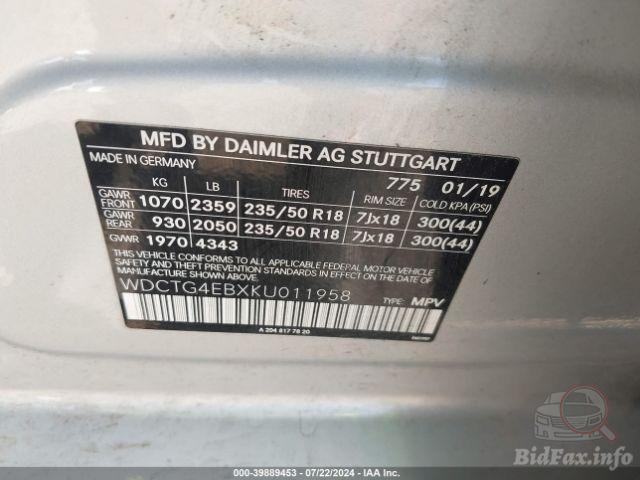 MFD BY DAIMLER AG STUTTGART
MADE IN GERMANY 775 01/19
KG LB TIRES RIM SIZE COLD KPA(PSI)
GAWR FRONT 1070 2359 235/50 R18 7Jx18 300(44)
GAWR REAR 930 2050 235/50 R18 7Jx18 300(44)
GVWR 1970 4343
THIS VEHICLE CONFORMS TO ALL APPLICABLE FEDERAL MOTOR VEHICLE
SAFETY AND THEFT PREVENTION STANDARDS IN EFFECT ON THE DATE OF
MANUFACTURE SHOWN ABOVE.
WDCTG4EBXKU011958 TYPE: MPV
A 204 817 78 20
BidFax.info
000-39889453 - 07/22/2024 - IAA Inc.